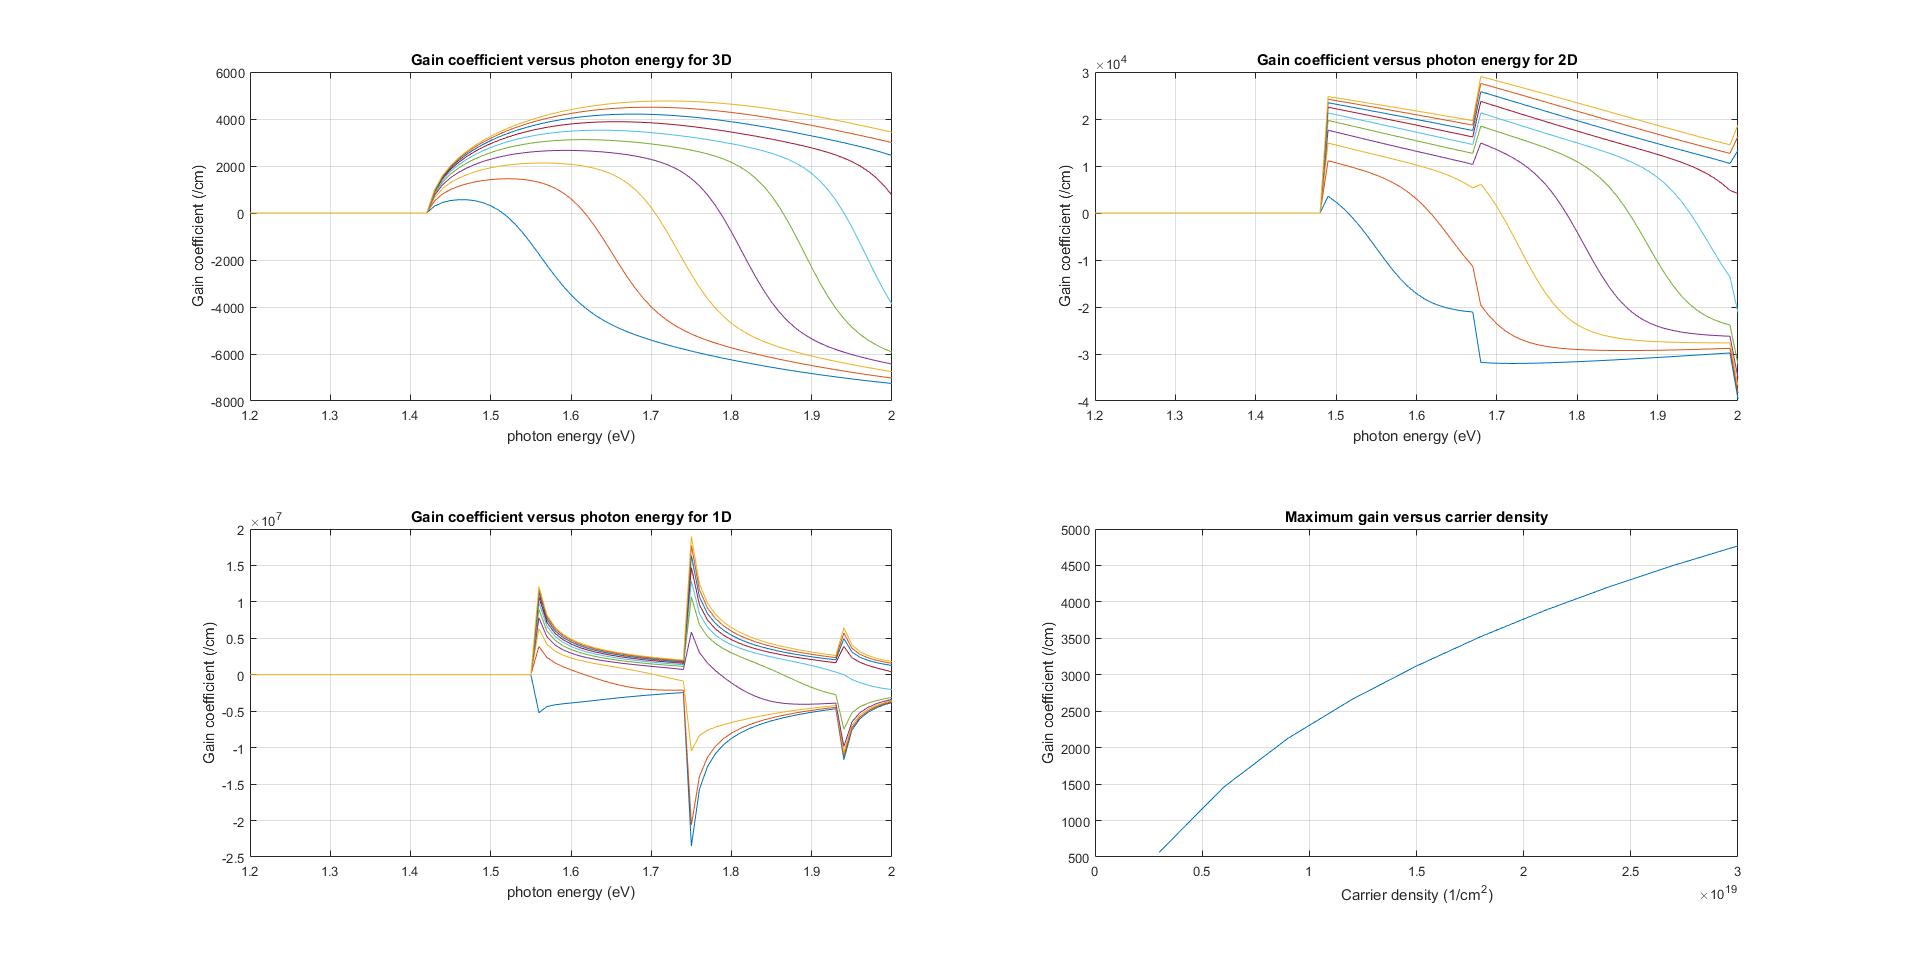 Gain coefficient versus photon energy for 3D
6000
4000
2000
0
-2000
-4000
-6000
-8000
Gain coefficient (/cm)
1.2 1.3 1.4 1.5 1.6 1.7 1.8 1.9 2
photon energy (eV)
Gain coefficient versus photon energy for 2D
×10^4
3
2
1
0
-1
-2
-3
-4
Gain coefficient (/cm)
1.2 1.3 1.4 1.5 1.6 1.7 1.8 1.9 2
photon energy (eV)
Gain coefficient versus photon energy for 1D
×10^7
2
1.5
1
0.5
0
-0.5
-1
-1.5
-2
-2.5
Gain coefficient (/cm)
1.2 1.3 1.4 1.5 1.6 1.7 1.8 1.9 2
photon energy (eV)
Maximum gain versus carrier density
5000
4500
4000
3500
3000
2500
2000
1500
1000
500
Gain coefficient (/cm)
0 0.5 1 1.5 2 2.5 3
Carrier density (1/cm^2)
×10^19